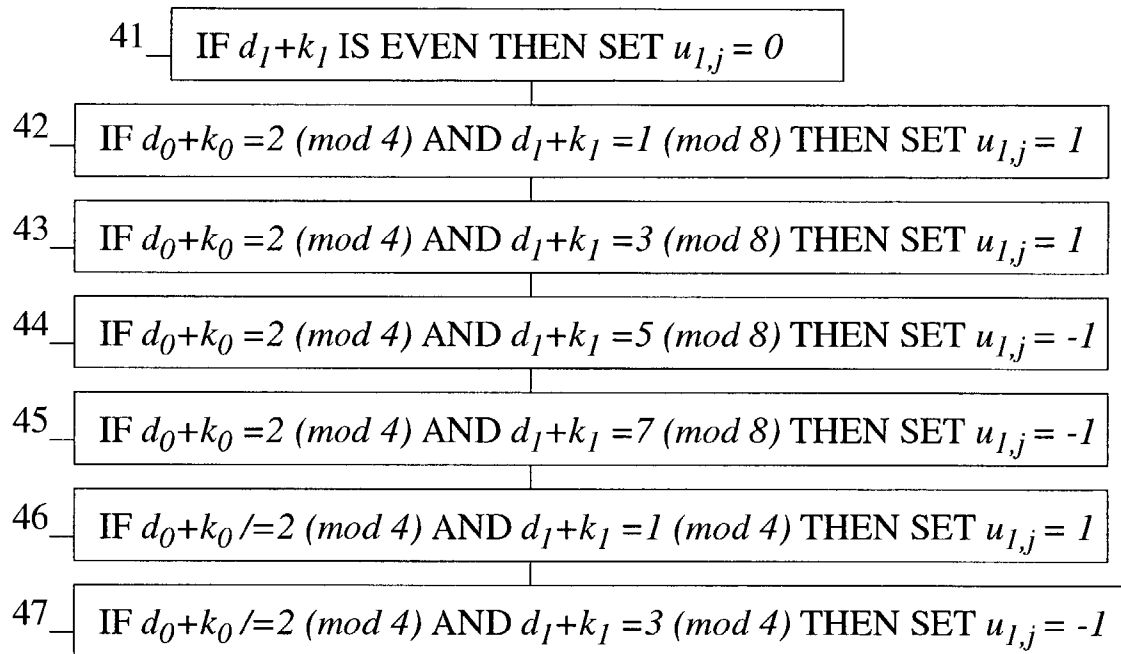 41 IF d₁+k₁ IS EVEN THEN SET u₁,ⱼ = 0
42 IF d₀+k₀ =2 (mod 4) AND d₁+k₁ =1 (mod 8) THEN SET u₁,ⱼ = 1
43 IF d₀+k₀ =2 (mod 4) AND d₁+k₁ =3 (mod 8) THEN SET u₁,ⱼ = 1
44 IF d₀+k₀ =2 (mod 4) AND d₁+k₁ =5 (mod 8) THEN SET u₁,ⱼ = -1
45 IF d₀+k₀ =2 (mod 4) AND d₁+k₁ =7 (mod 8) THEN SET u₁,ⱼ = -1
46 IF d₀+k₀ /=2 (mod 4) AND d₁+k₁ =1 (mod 4) THEN SET u₁,ⱼ = 1
47 IF d₀+k₀ /=2 (mod 4) AND d₁+k₁ =3 (mod 4) THEN SET u₁,ⱼ = -1